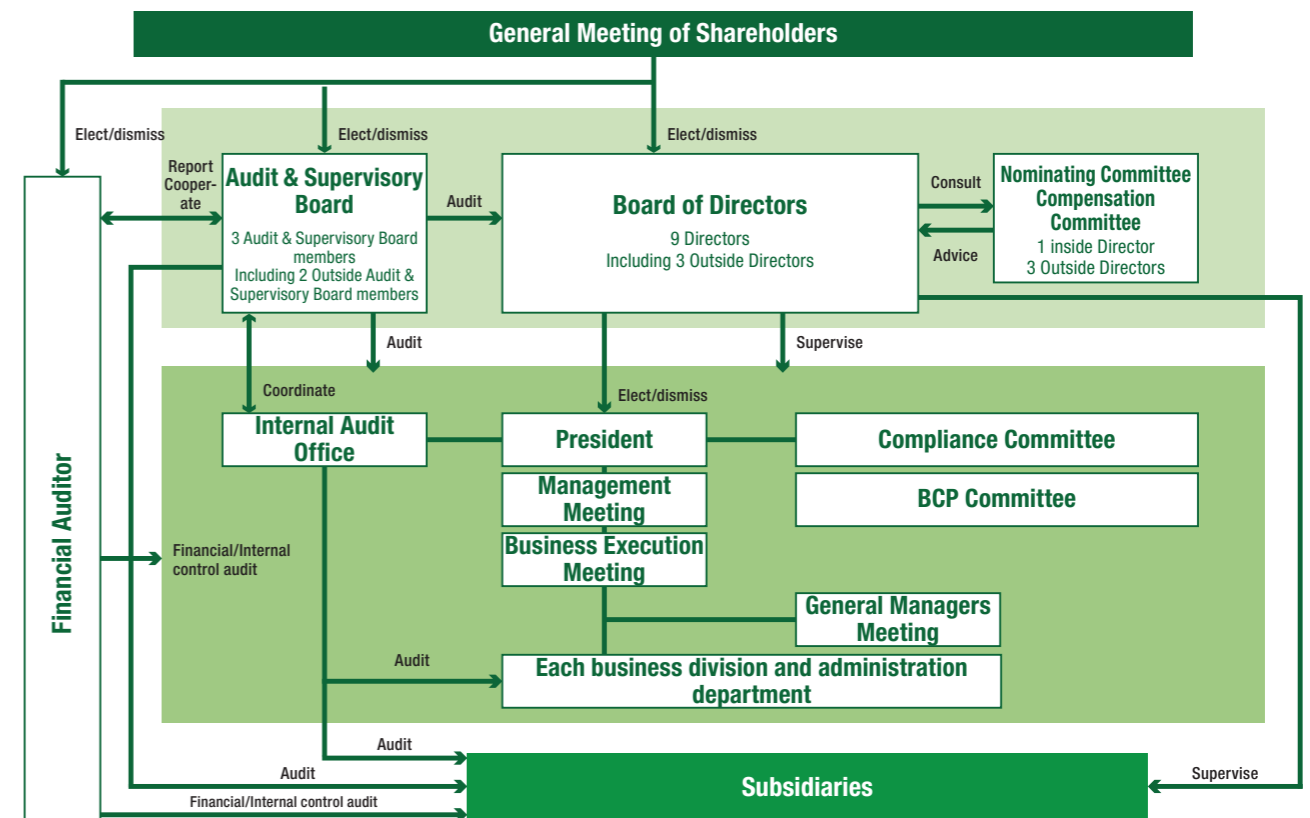 General Meeting of Shareholders
Elect/dismiss
Elect/dismiss
Elect/dismiss
Report
Cooper-
ate
Audit & Supervisory
Board
3 Audit & Supervisory Board
members
Including 2 Outside Audit &
Supervisory Board members
Audit
Board of Directors
9 Directors
Including 3 Outside Directors
Consult
Advice
Nominating Committee
Compensation
Committee
1 inside Director
3 Outside Directors
Audit
Supervise
Coordinate
Elect/dismiss
Internal Audit
Office
President
Compliance Committee
Management
Meeting
BCP Committee
Business Execution
Meeting
Financial Auditor
Financial/Internal
control audit
General Managers
Meeting
Audit
Each business division and administration
department
Audit
Audit
Financial/Internal control audit
Subsidiaries
Supervise